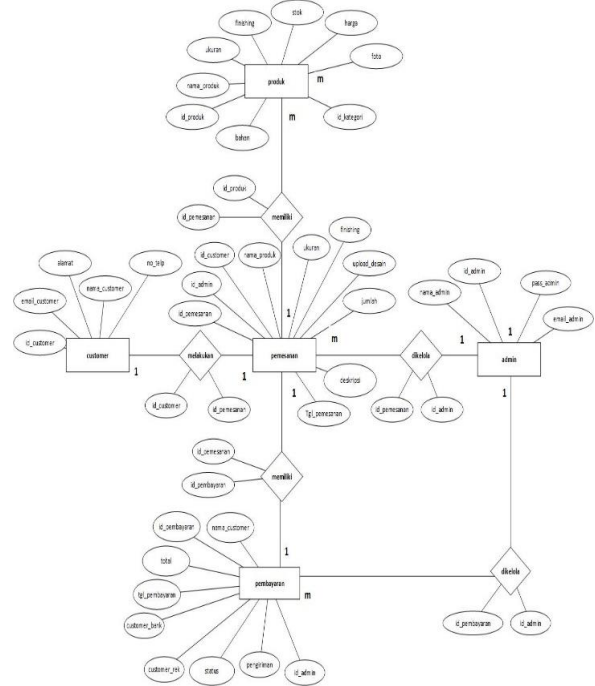 stok
finishing
harga
ukuran
foto
produk
m
nama_produk
id_produk
m
id_kategori
bahan
id_produk
id_pemesanan
memiliki
finishing
ukuran
id_customer
nama_produk
alamat
no_telp
upload_desain
id_admin
nama_customer
id_admin
pass_admin
email_customer
jumlah
nama_admin
id_pemesanan
email_admin
1
1
id_customer
m
customer
melakukan
pemesanan
dikelola
1
admin
1
1
deskripsi
1
1
id_customer
id_pemesanan
Tgl_pemesanan
id_pemesanan
id_admin
id_pemesanan
memiliki
id_pembayaran
id_pembayaran
nama_customer
1
total
pembayaran
dikelola
tgl_pembayaran
m
customer_bank
id_pembayaran
id_admin
customer_rek
status
pengiriman
id_admin